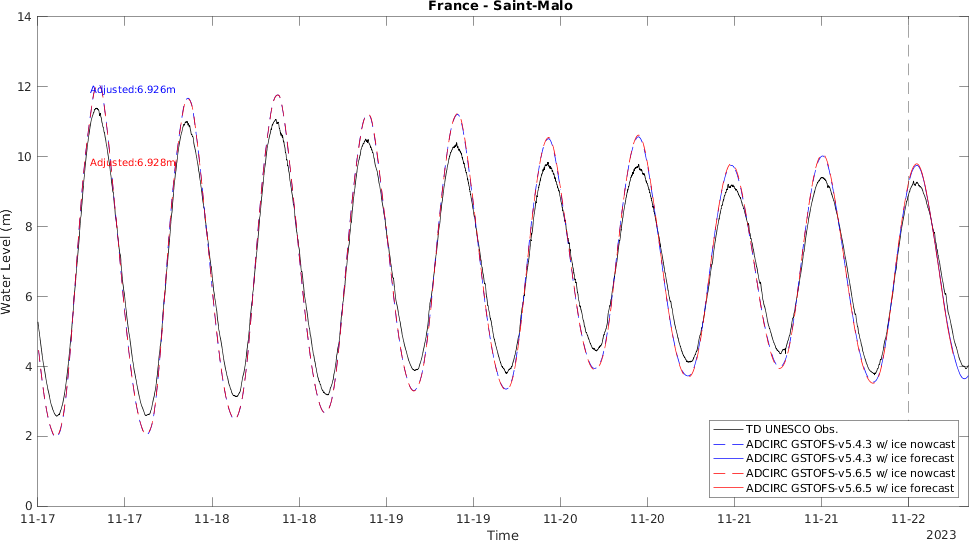 France - Saint-Malo
14
12
10
8
6
4
2
0
Water Level (m)
Adjusted:6.926m
Adjusted:6.928m
TD UNESCO Obs.
ADCIRC GSTOFS-v5.4.3 w/ ice nowcast
ADCIRC GSTOFS-v5.4.3 w/ ice forecast
ADCIRC GSTOFS-v5.6.5 w/ ice nowcast
ADCIRC GSTOFS-v5.6.5 w/ ice forecast
11-17 11-17 11-18 11-18 11-19 11-19 11-20 11-20 11-21 11-21 11-22
Time
2023